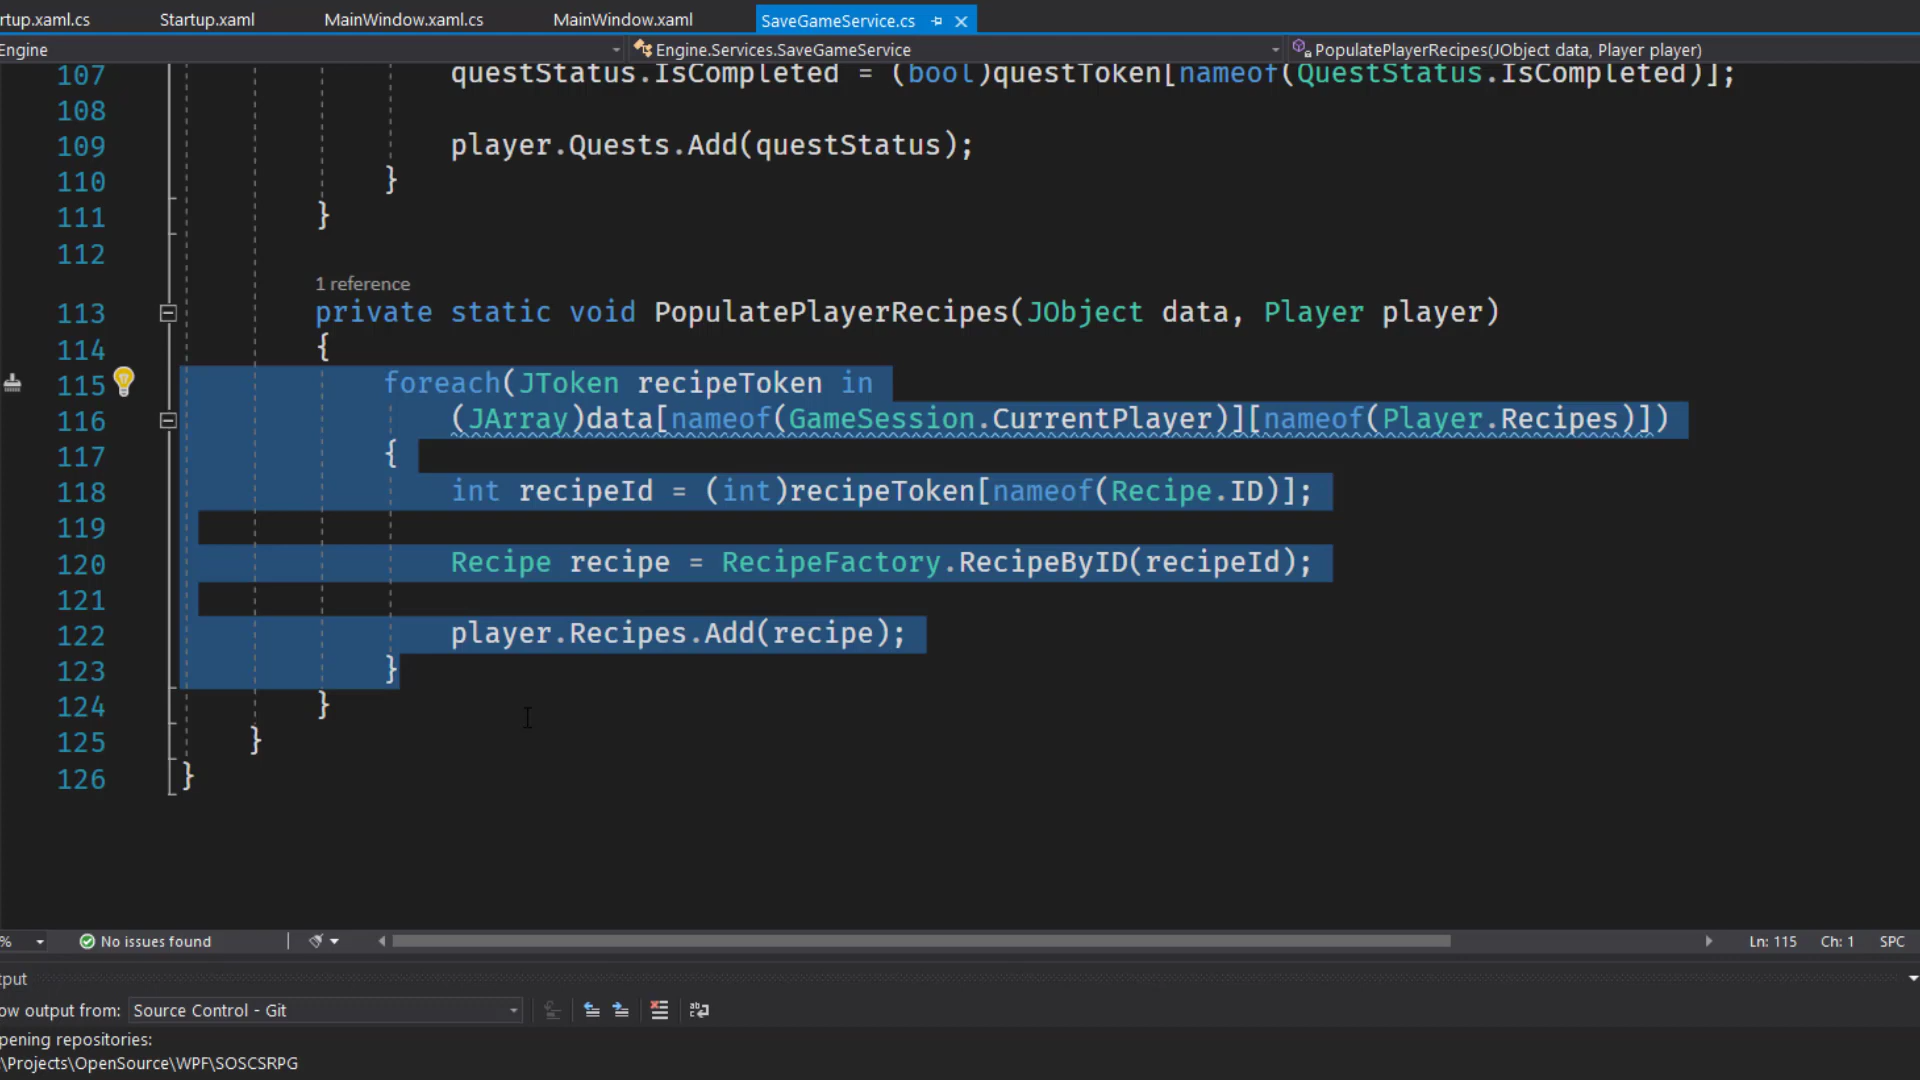 rtup.xaml.cs Startup.xaml MainWindow.xaml.cs MainWindow.xaml SaveGameService.cs
Engine Engine.Services.SaveGameService PopulatePlayerRecipes(JObject data, Player player)
107 questStatus.IsCompleted = (bool)questToken[nameof(QuestStatus.IsCompleted)];
108
109 player.Quests.Add(questStatus);
110 }
111 }
112
1 reference
113 private static void PopulatePlayerRecipes(JObject data, Player player)
114 {
115 foreach(JToken recipeToken in
116 (JArray)data[nameof(GameSession.CurrentPlayer)][nameof(Player.Recipes)])
117 {
118 int recipeId = (int)recipeToken[nameof(Recipe.ID)];
119
120 Recipe recipe = RecipeFactory.RecipeByID(recipeId);
121
122 player.Recipes.Add(recipe);
123 }
124 }
125 }
126 }
% No issues found Ln: 115 Ch: 1 SPC
tput
ow output from: Source Control - Git
pening repositories:
:\Projects\OpenSource\WPF\SOSCSRPG